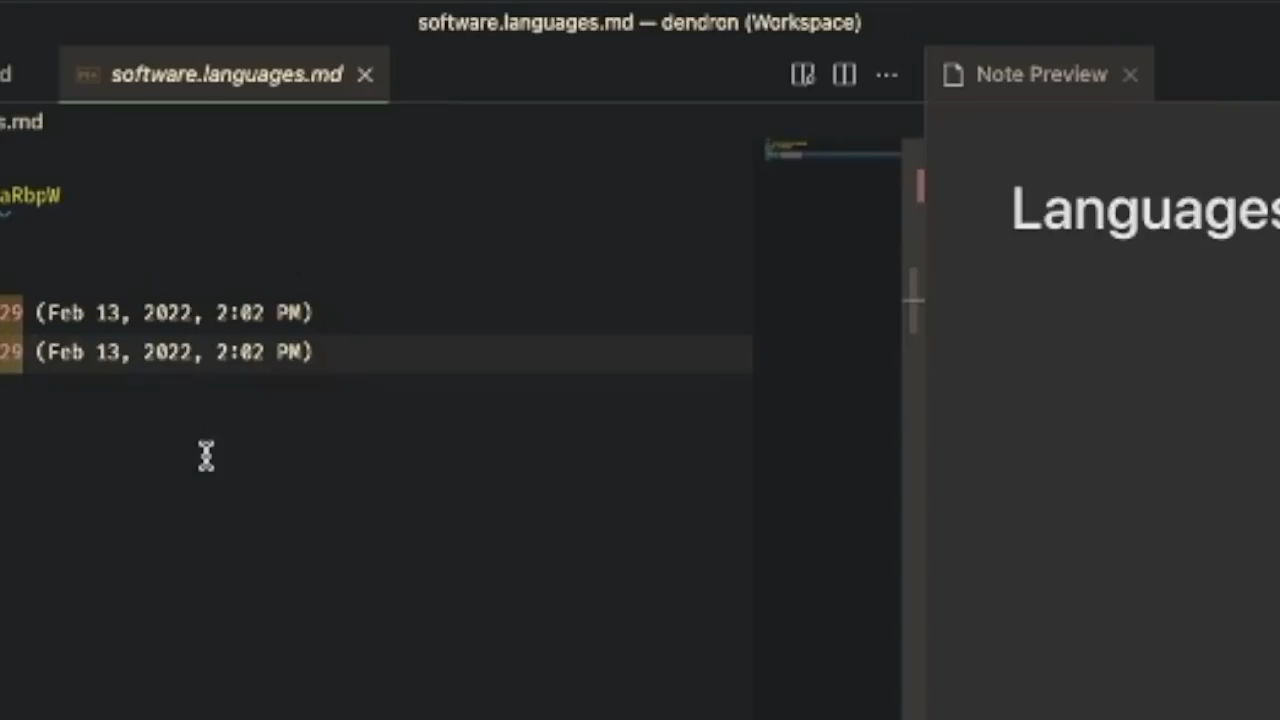 software.languages.md — dendron (Workspace)
d
software.languages.md
Note Preview
s.md
aRbpW
Languages
29 (Feb 13, 2022, 2:02 PM)
29 (Feb 13, 2022, 2:02 PM)